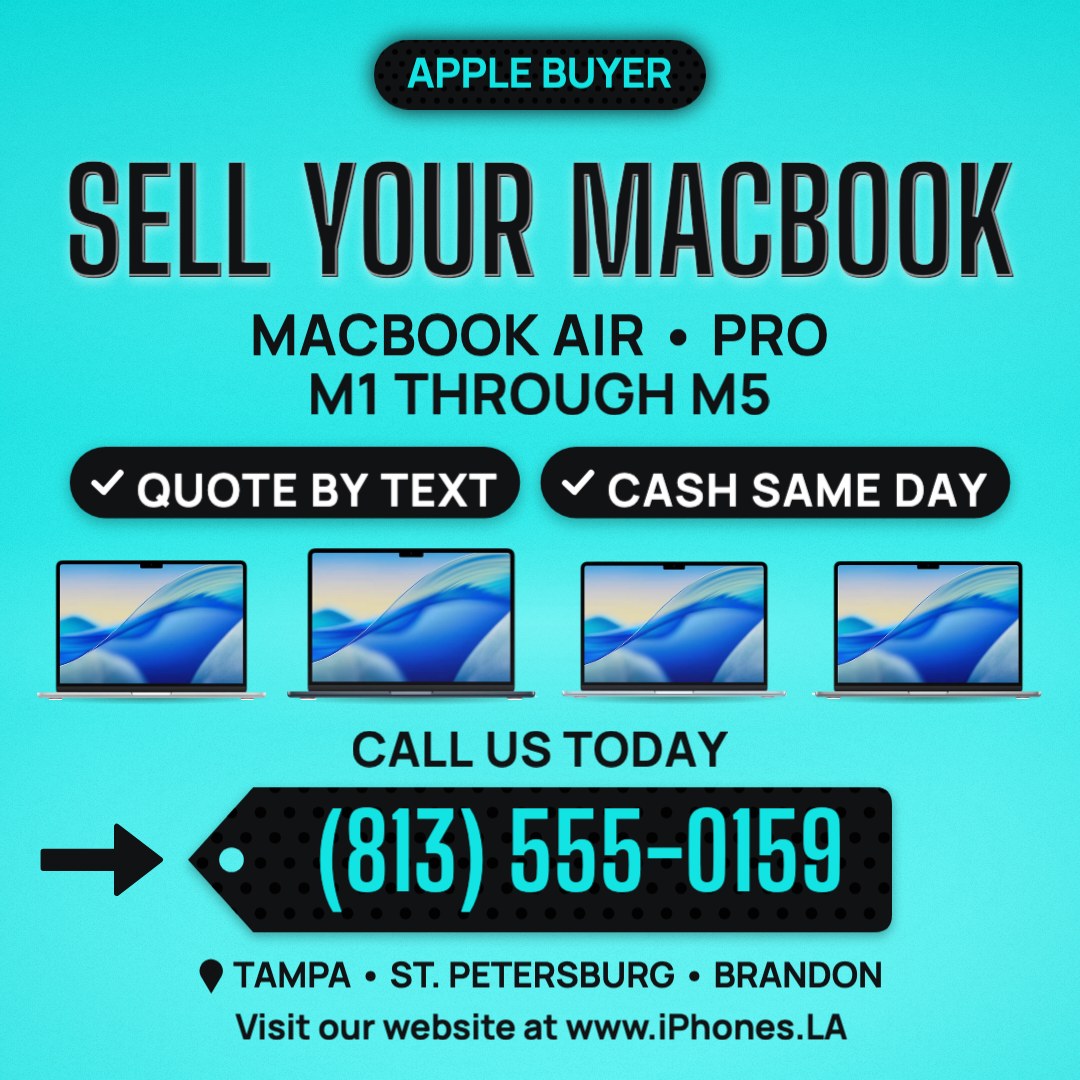 APPLE BUYER
SELL YOUR MACBOOK
MACBOOK AIR • PRO
M1 THROUGH M5
✓ QUOTE BY TEXT
✓ CASH SAME DAY
CALL US TODAY
(813) 555-0159
TAMPA • ST. PETERSBURG • BRANDON
Visit our website at www.iPhones.LA